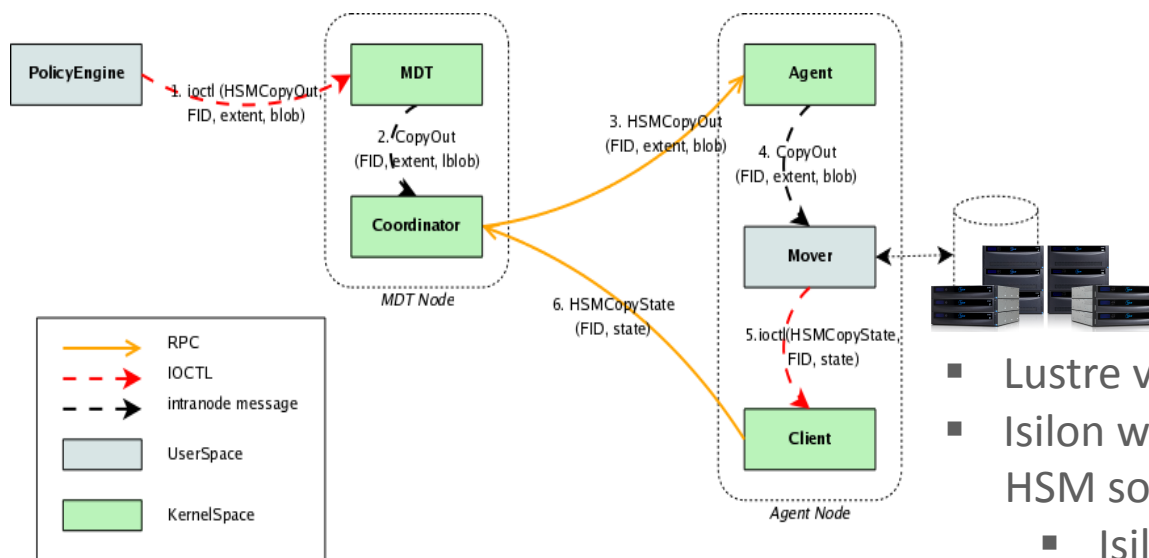 PolicyEngine
1. ioctl (HSMCopyOut,
FID, extent, blob)
MDT
2. CopyOut
(FID, extent, lblob)
Coordinator
MDT Node
3. HSMCopyOut
(FID, extent, blob)
Agent
4. CopyOut
(FID, extent, blob)
Mover
6. HSMCopyState
(FID, state)
5.ioctl(HSMCopyState,
FID, state)
Client
Agent Node
RPC
IOCTL
intranode message
UserSpace
KernelSpace
▪ Lustre v
▪ Isilon w
HSM so
▪ Isil